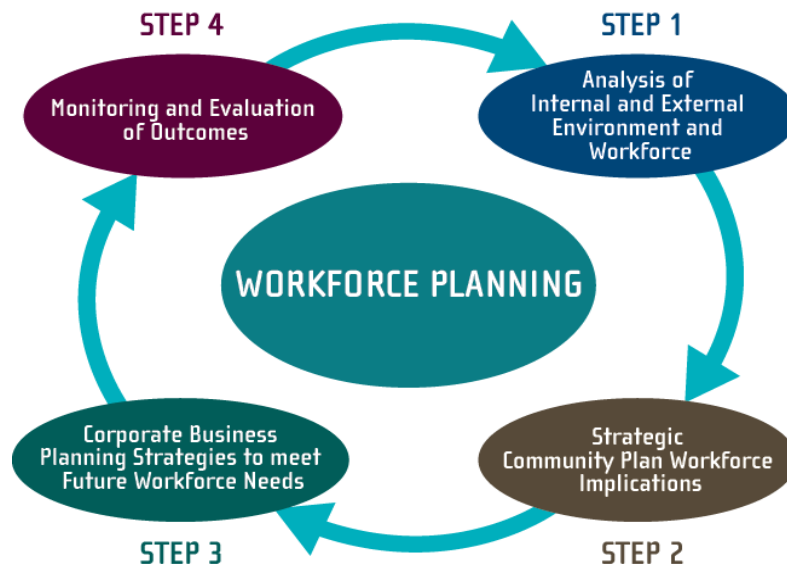 STEP 4
Monitoring and Evaluation
of Outcomes
STEP 1
Analysis of
Internal and External
Environment and
Workforce
WORKFORCE PLANNING
Corporate Business
Planning Strategies to meet
Future Workforce Needs
STEP 3
Strategic
Community Plan Workforce
Implications
STEP 2